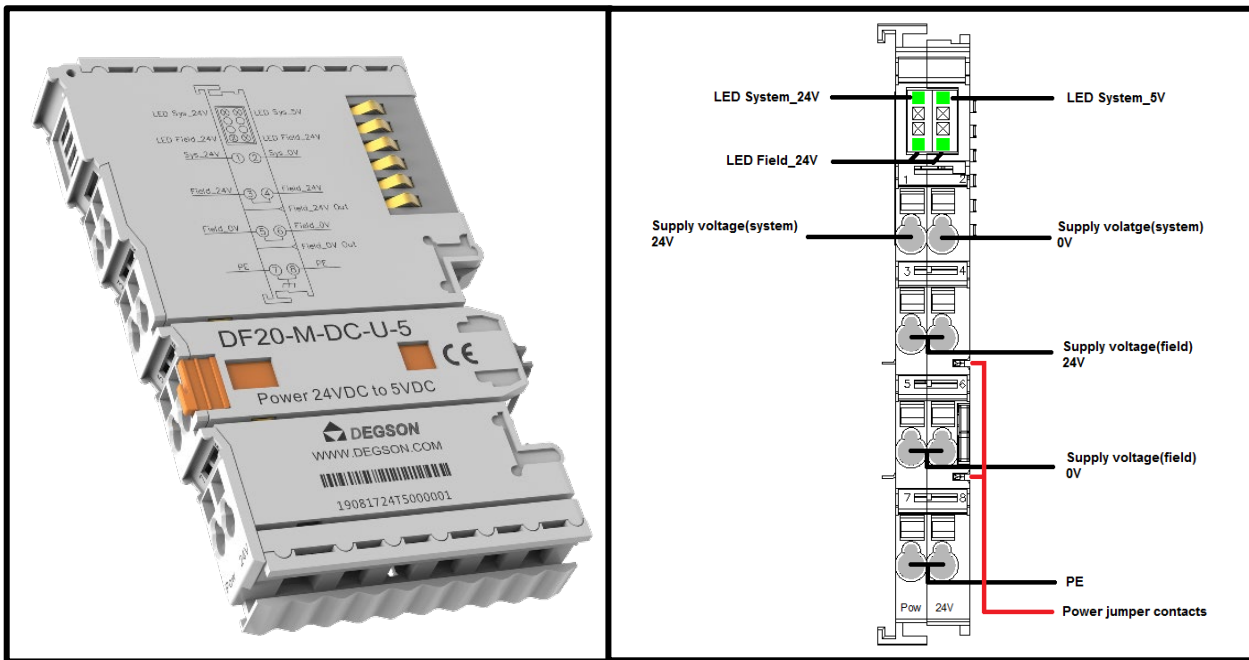 LED Sys_24V
LED Sys_5V
LED Field_24V
LED Field_24V
Sys_24V
1
2
Sys_0V
Field_24V
3
4
Field_24V
Field_24V Out
Field_0V
5
6
Field_0V
Field_0V Out
PE
7
8
PE
DF20-M-DC-U-5
CE
Power 24VDC to 5VDC
DEGSON
WWW.DEGSON.COM
19081724TS000001
Pow 24V
LED System_24V
LED System_5V
LED Field_24V
1 2
Supply voltage(system)
24V
Supply volatge(system)
0V
3 4
Supply voltage(field)
24V
5 6
Supply voltage(field)
0V
7 8
PE
Pow 24V
Power jumper contacts